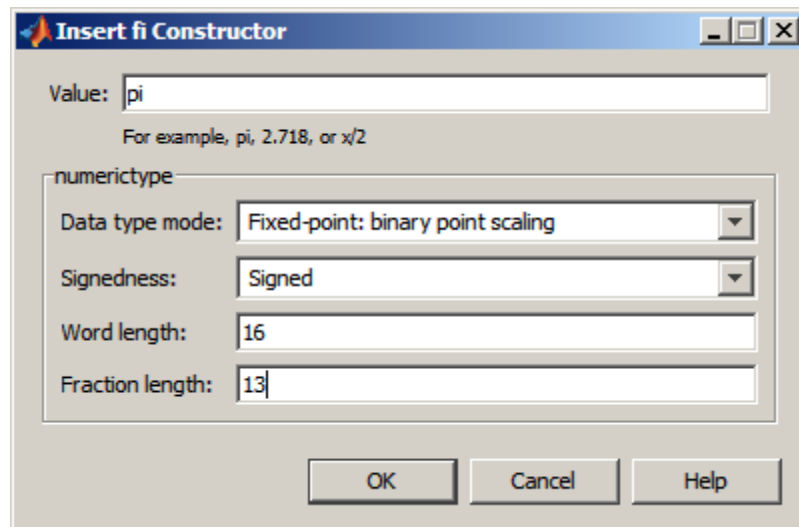 Insert fi Constructor
Value: pi
For example, pi, 2.718, or x/2
numerictype
Data type mode: Fixed-point: binary point scaling
Signedness: Signed
Word length: 16
Fraction length: 13
OK Cancel Help